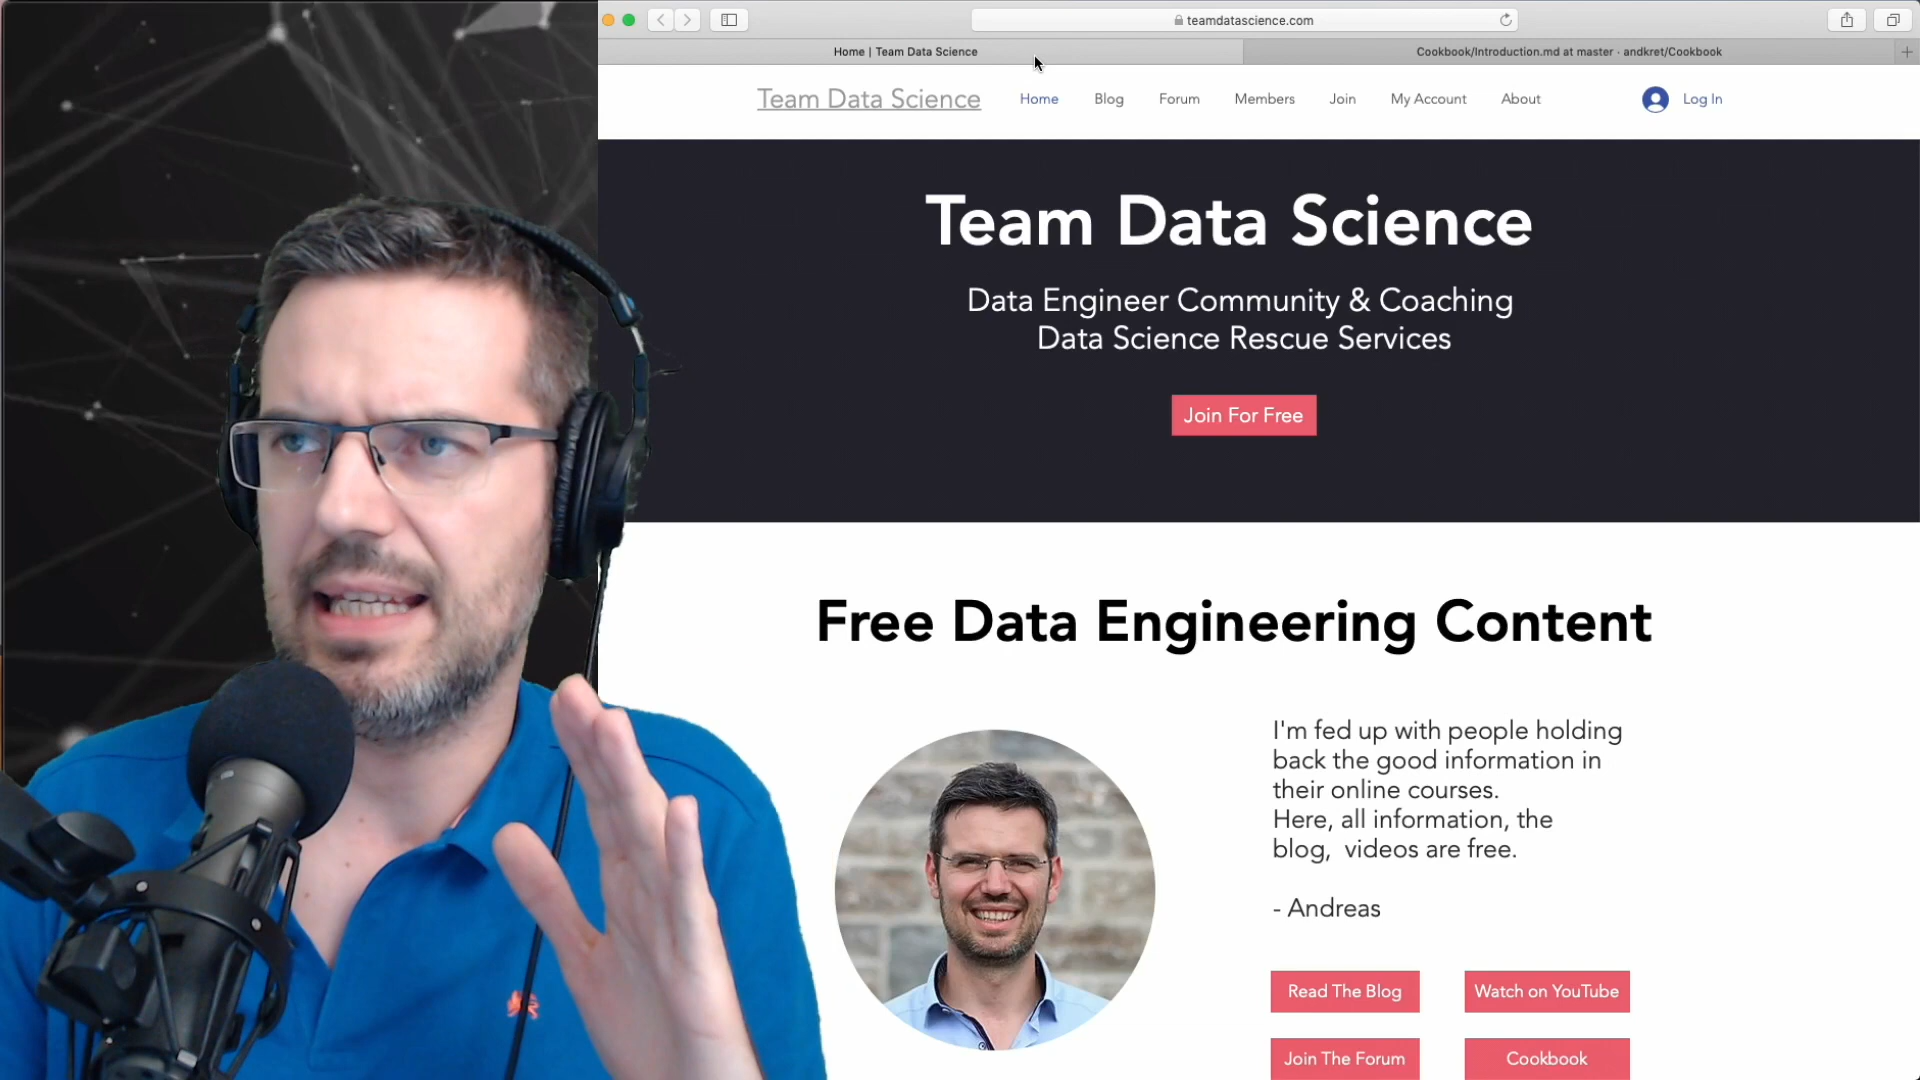 teamdatascience.com
Home | Team Data Science
Cookbook/Introduction.md at master · andkret/Cookbook
Team Data Science
Home
Blog
Forum
Members
Join
My Account
About
Log In
Team Data Science
Data Engineer Community & Coaching
Data Science Rescue Services
Join For Free
Free Data Engineering Content
I'm fed up with people holding
back the good information in
their online courses.
Here, all information, the
blog, videos are free.
- Andreas
Read The Blog
Watch on YouTube
Join The Forum
Cookbook